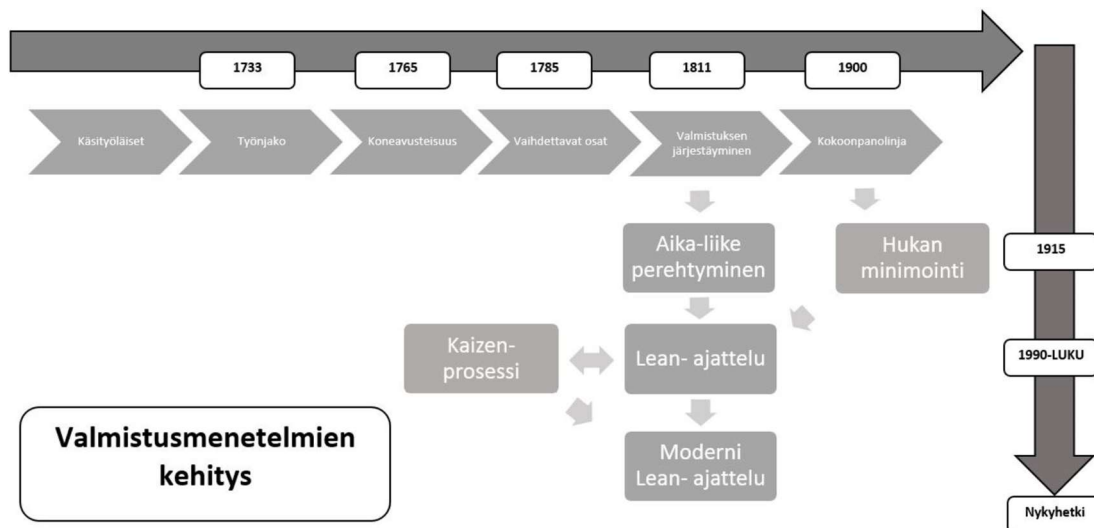 1733
1765
1785
1811
1900
Käsityöläiset
Työnjako
Koneavusteisuus
Vaihdettavat osat
Valmistuksen
järjestäyminen
Kokoonpanolinja
Aika-liike
perehtyminen
Hukan
minimointi
1915
Kaizen-
prosessi
Lean- ajattelu
1990-LUKU
Valmistusmenetelmien
kehitys
Moderni
Lean- ajattelu
Nykyhetki